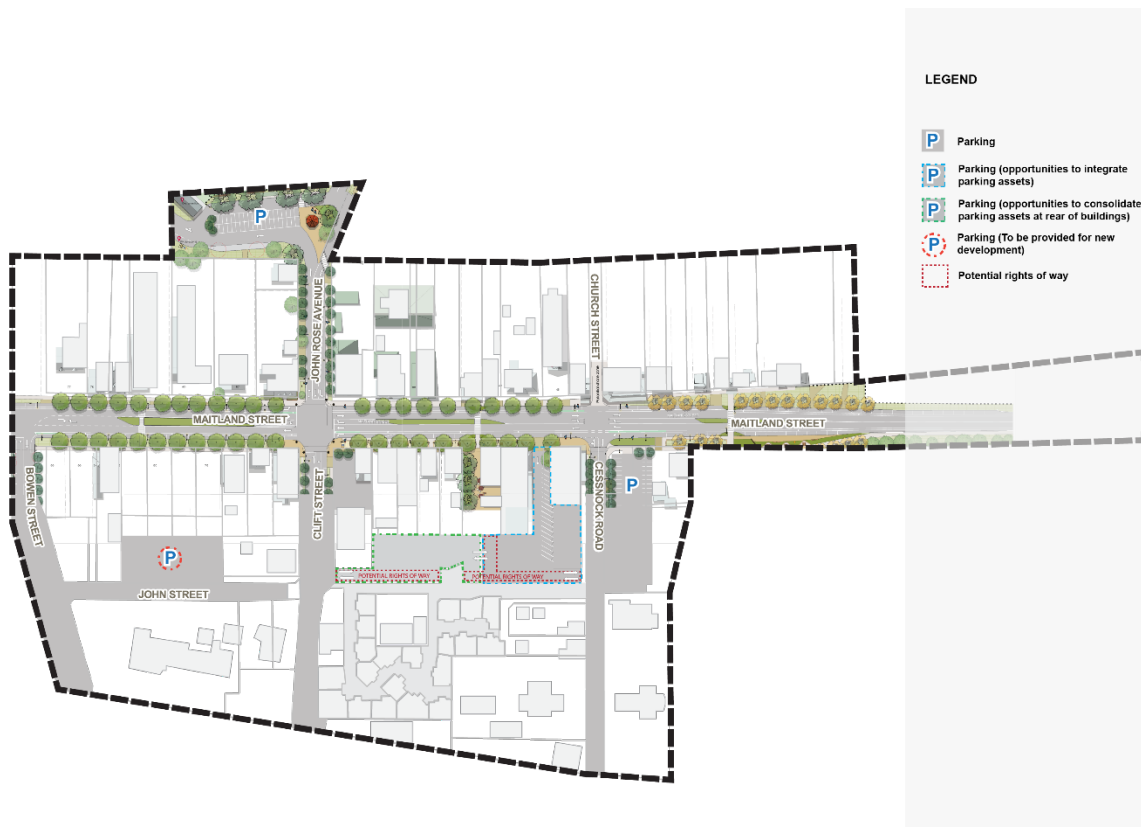 LEGEND
P Parking
P Parking (opportunities to integrate
parking assets)
P Parking (opportunities to consolidate
parking assets at rear of buildings)
P Parking (To be provided for new
development)
Potential rights of way
P
JOHN ROSE AVENUE
CHURCH STREET
MAITLAND STREET
MAITLAND STREET
BOWEN STREET
CLIFT STREET
CESSNOCK ROAD
P
P
POTENTIAL RIGHTS OF WAY
POTENTIAL RIGHTS OF WAY
JOHN STREET